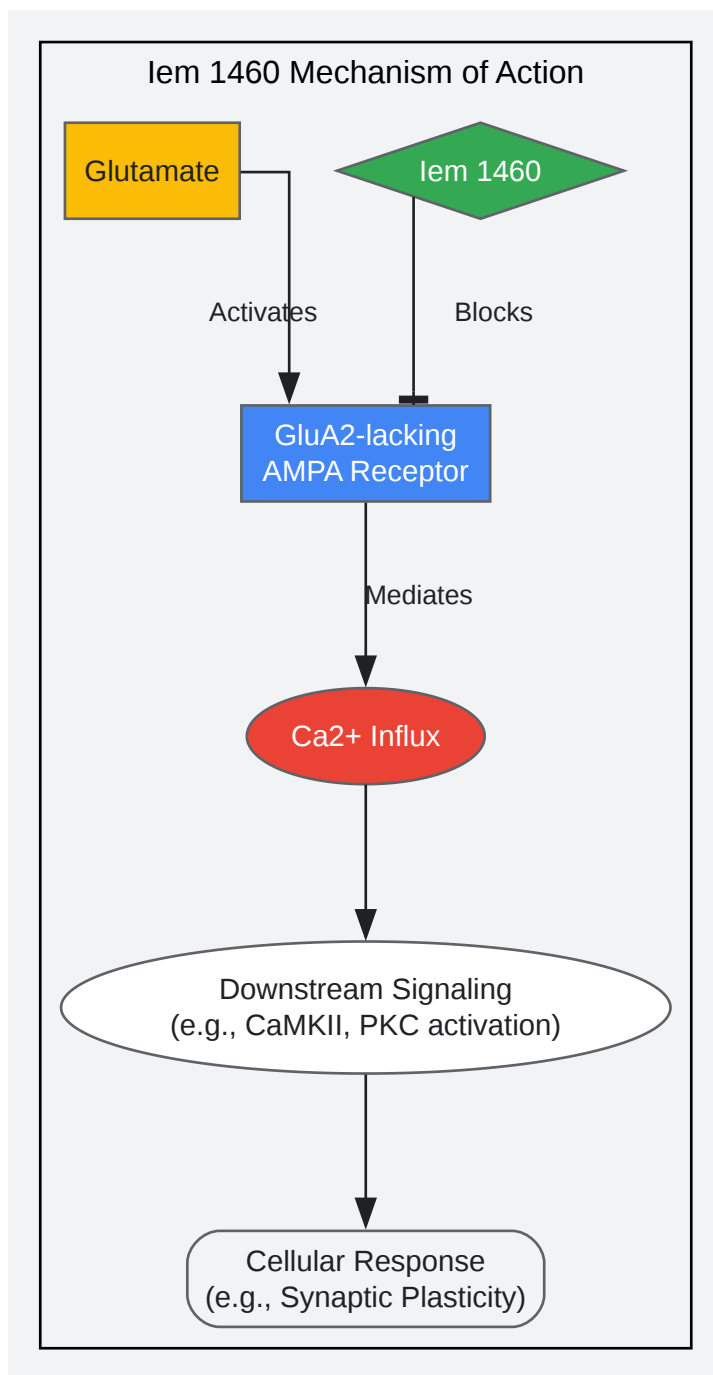 Iem 1460 Mechanism of Action
Glutamate
Iem 1460
Activates
Blocks
GluA2-lacking
AMPA Receptor
Mediates
Ca2+ Influx
Downstream Signaling
(e.g., CaMKII, PKC activation)
Cellular Response
(e.g., Synaptic Plasticity)